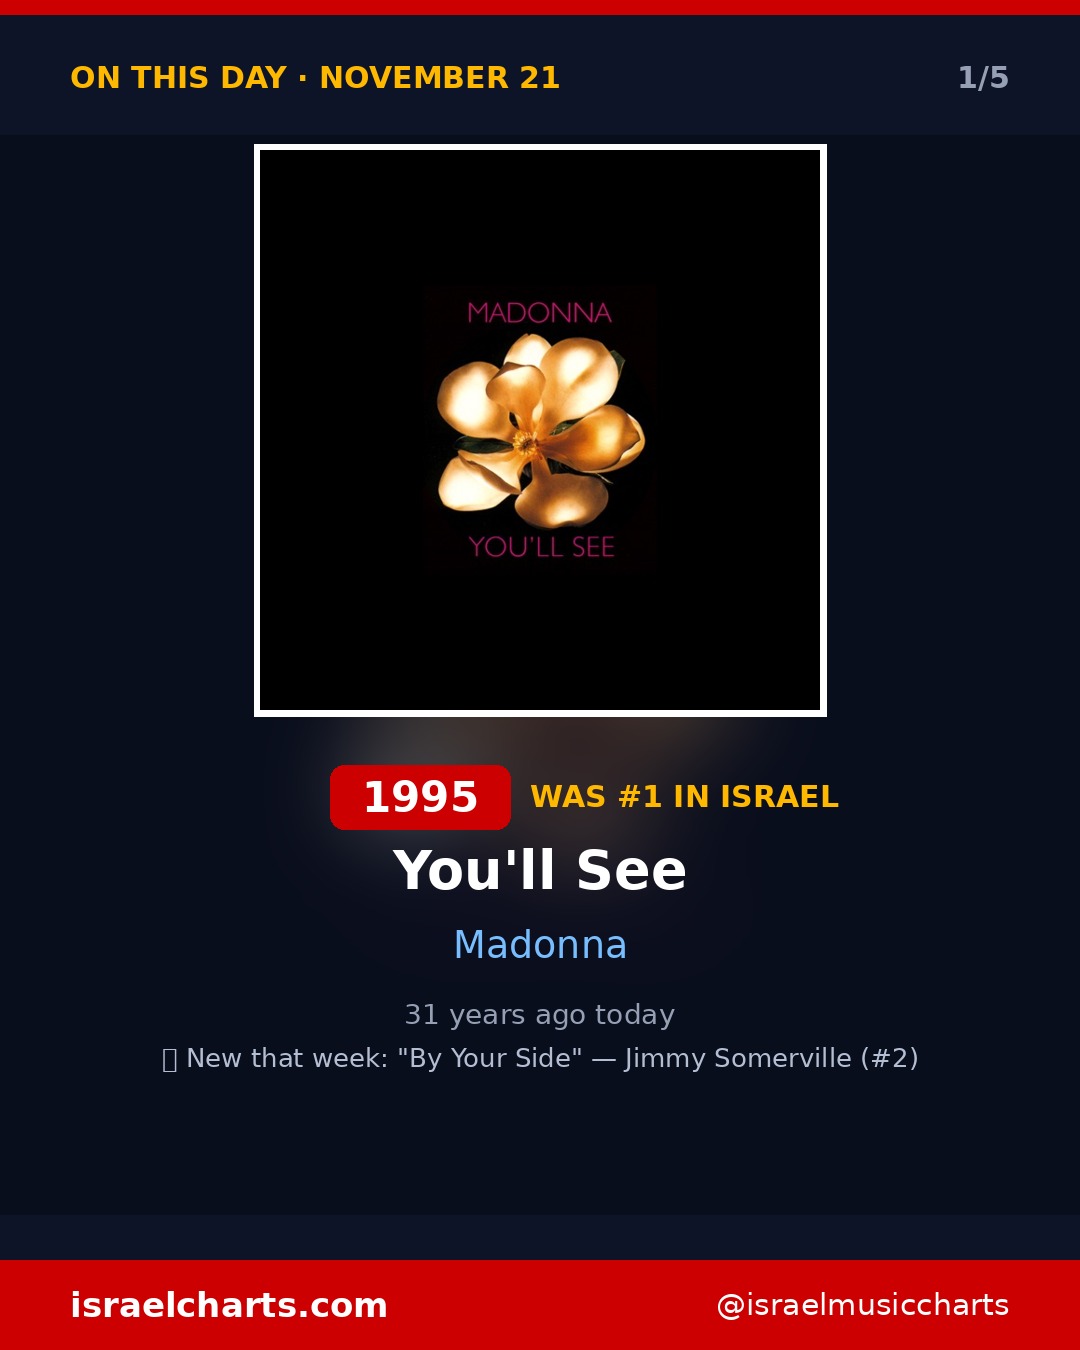 ON THIS DAY · NOVEMBER 21
1/5
MADONNA
YOU'LL SEE
1995 WAS #1 IN ISRAEL
You'll See
Madonna
31 years ago today
New that week: "By Your Side" — Jimmy Somerville (#2)
israelcharts.com
@israelmusiccharts